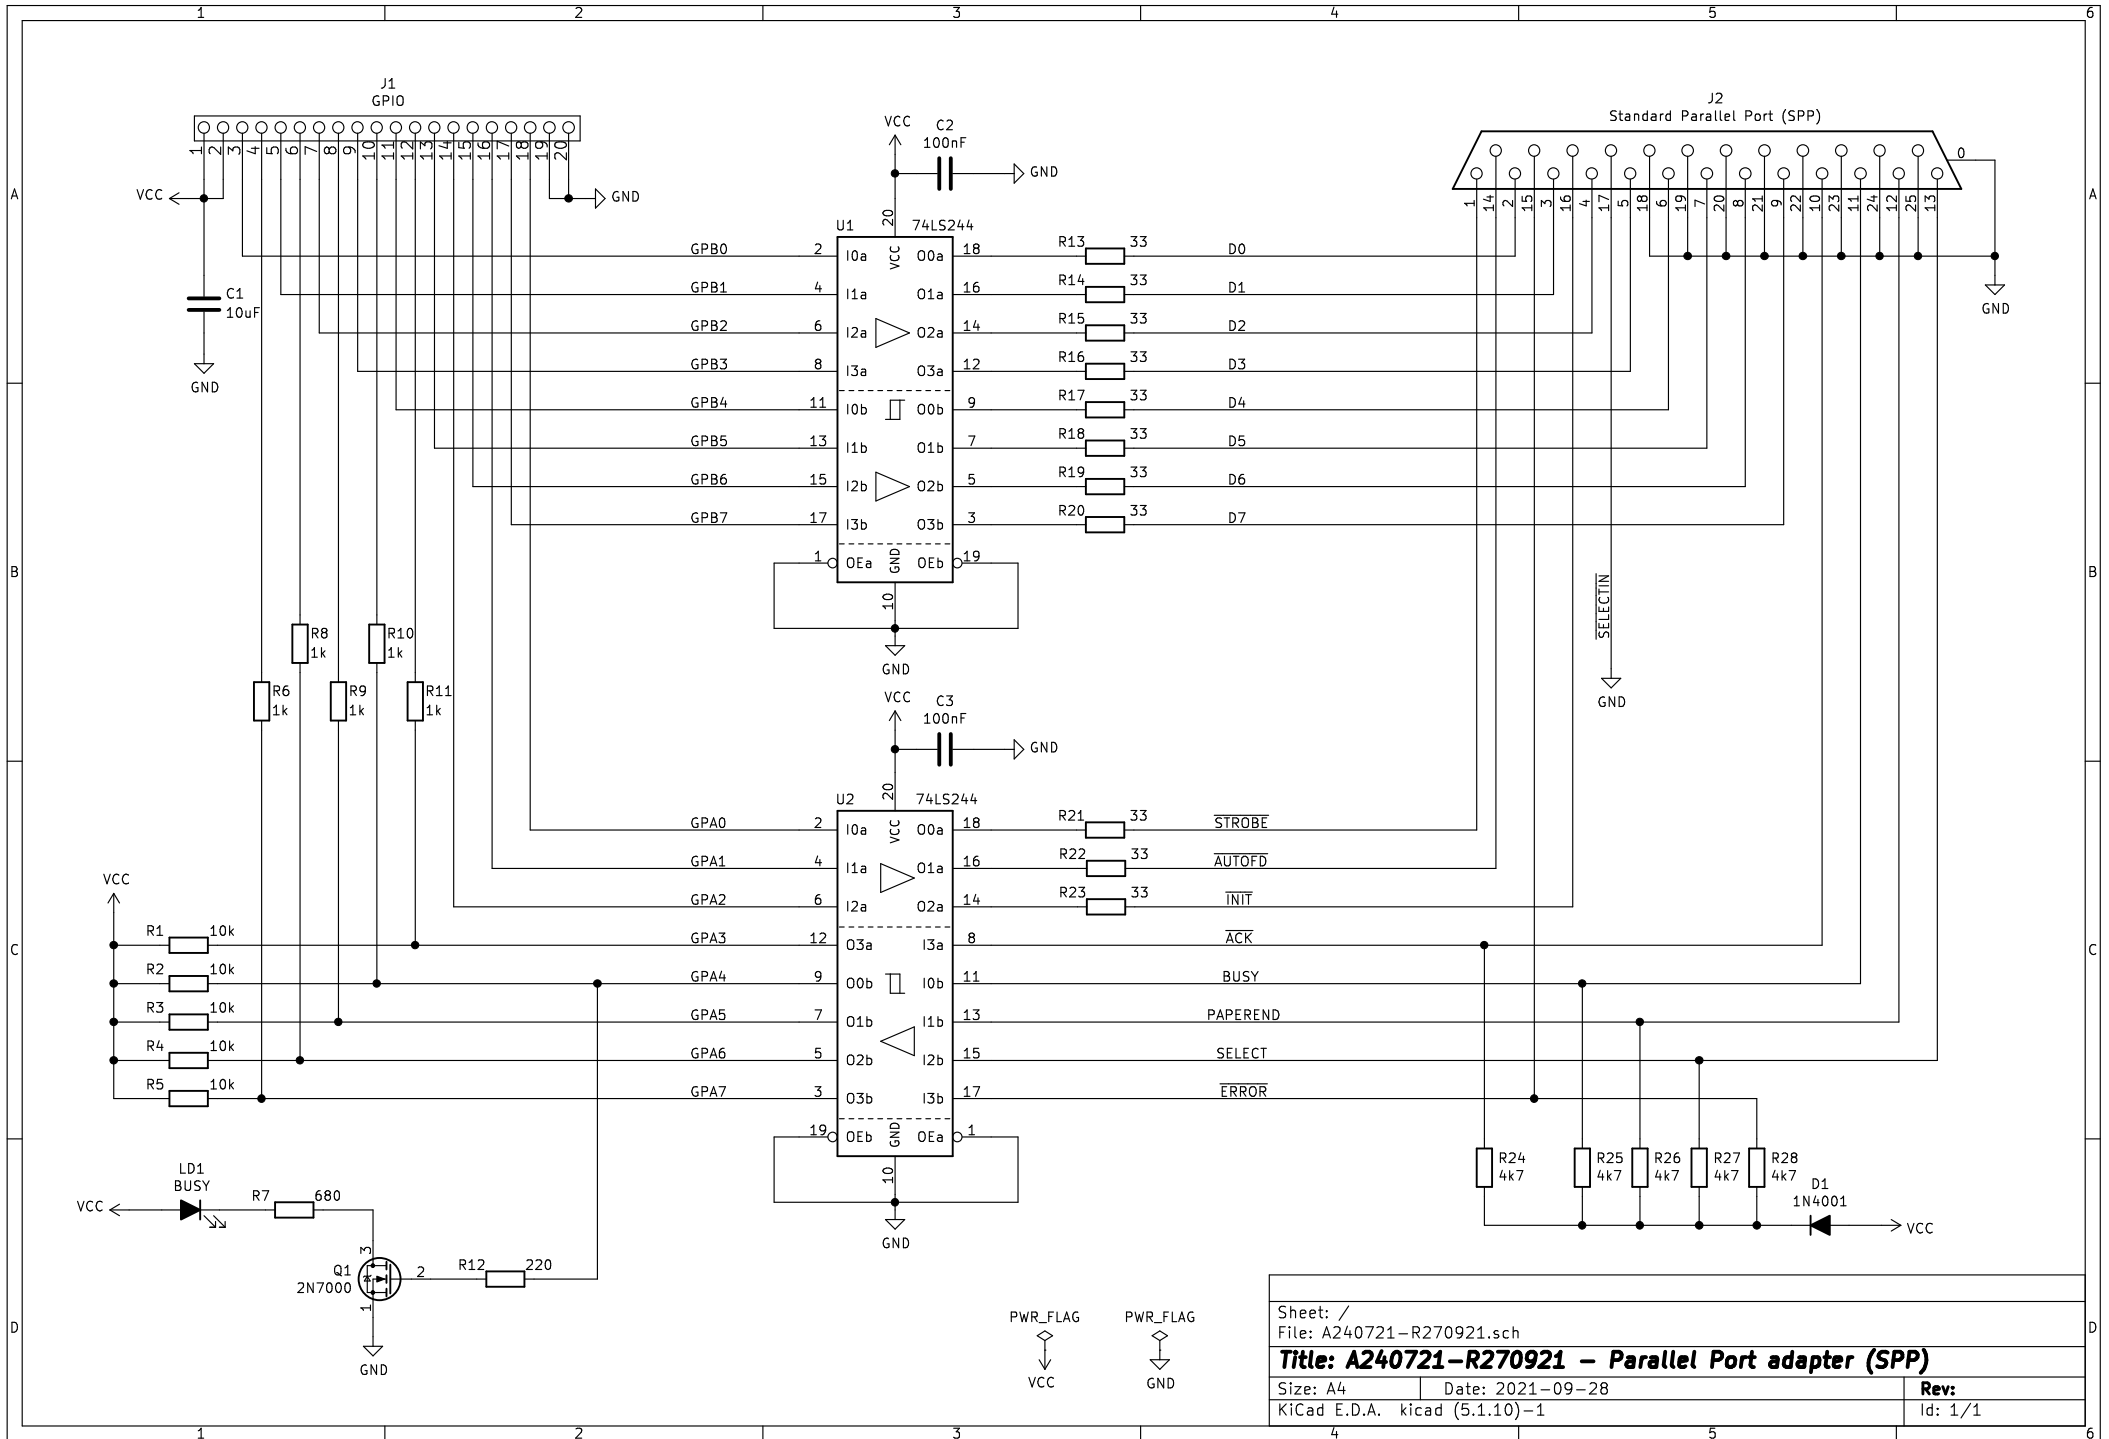 1 2 3 4 5 6
J1
GPIO
1 2 3 4 5 6 7 8 9 10 11 12 13 14 15 16 17 18 19 20
VCC
GND
C1
10uF
GND
J2
Standard Parallel Port (SPP)
0
1 14 2 15 3 16 4 17 5 18 6 19 7 20 8 21 9 22 10 23 11 24 12 25 13
GND
VCC
C2
100nF
GND
A A
U1 74LS244
20
VCC
GPB0 2 I0a O0a 18 R13 33 D0
GPB1 4 I1a O1a 16 R14 33 D1
GPB2 6 I2a O2a 14 R15 33 D2
GPB3 8 I3a O3a 12 R16 33 D3
GPB4 11 I0b O0b 9 R17 33 D4
GPB5 13 I1b O1b 7 R18 33 D5
GPB6 15 I2b O2b 5 R19 33 D6
GPB7 17 I3b O3b 3 R20 33 D7
1 OEa GND OEb 19
10
GND
B B
SELECTIN
GND
R8
1k
R10
1k
R6
1k
R9
1k
R11
1k
VCC
C3
100nF
GND
U2 74LS244
20
VCC
GPA0 2 I0a O0a 18 R21 33 STROBE
GPA1 4 I1a O1a 16 R22 33 AUTOFD
GPA2 6 I2a O2a 14 R23 33 INIT
VCC
R1 10k GPA3 12 O3a I3a 8 ACK
R2 10k GPA4 9 O0b I0b 11 BUSY
R3 10k GPA5 7 O1b I1b 13 PAPEREND
R4 10k GPA6 5 O2b I2b 15 SELECT
R5 10k GPA7 3 O3b I3b 17 ERROR
19 OEb GND OEa 1
10
GND
C C
R24
4k7
R25
4k7
R26
4k7
R27
4k7
R28
4k7
D1
1N4001
VCC
LD1
BUSY
VCC
R7 680
3
Q1
2N7000
2
1
R12 220
GND
PWR_FLAG
VCC
PWR_FLAG
GND
D D
Sheet: /
File: A240721-R270921.sch
Title: A240721-R270921 - Parallel Port adapter (SPP)
Size: A4 Date: 2021-09-28 Rev:
KiCad E.D.A. kicad (5.1.10)-1 Id: 1/1
1 2 3 4 5 6